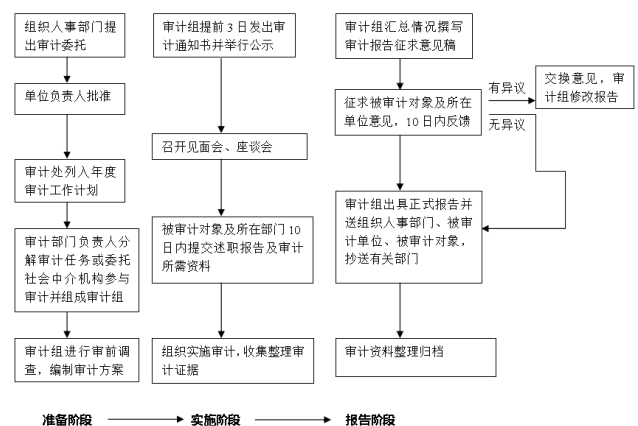 组织人事部门提
出审计委托
单位负责人批准
审计处列入年度
审计工作计划
审计部门负责人分
解审计任务或委托
社会中介机构参与
审计并组成审计组
审计组进行审前调
查，编制审计方案
审计组提前 3 日发出审
计通知书并举行公示
召开见面会、座谈会
被审计对象及所在部门 10
日内提交述职报告及审计
所需资料
组织实施审计，收集整理审
计证据
审计组汇总情况撰写
审计报告征求意见稿
征求被审计对象及所在
单位意见，10 日内反馈
有异议
无异议
交换意见，审
计组修改报告
审计组出具正式报告并
送组织人事部门、被审
计单位、被审计对象，
抄送有关部门
审计资料整理归档
准备阶段 实施阶段 报告阶段